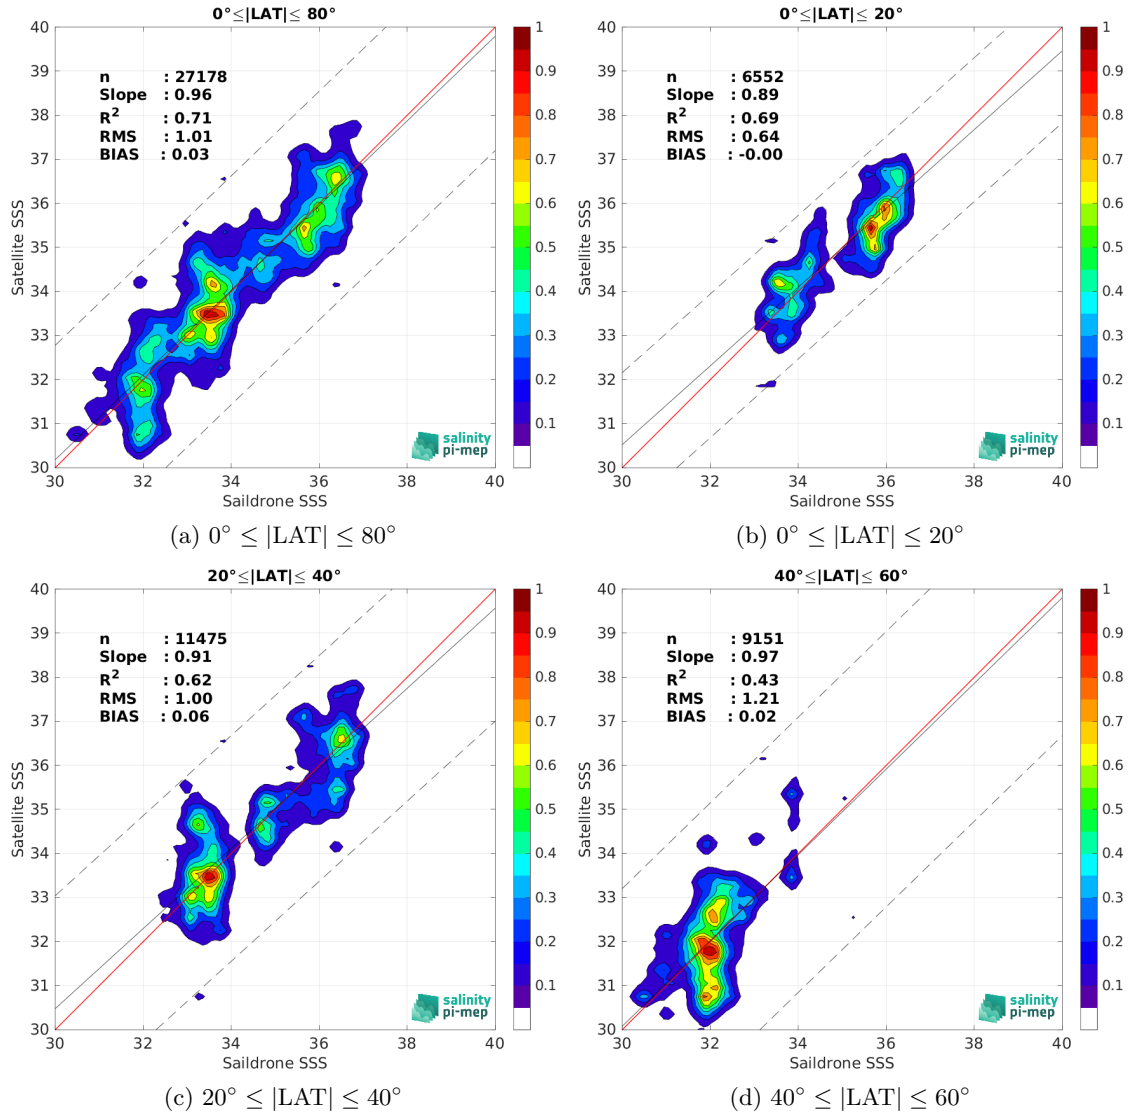 0°≤|LAT|≤ 80°
n : 27178
Slope : 0.96
R² : 0.71
RMS : 1.01
BIAS : 0.03
Satellite SSS
40
39
38
37
36
35
34
33
32
31
30
30 32 34 36 38 40
Saildrone SSS
1
0.9
0.8
0.7
0.6
0.5
0.4
0.3
0.2
0.1
salinity
pi-mep
(a) 0° ≤ |LAT| ≤ 80°
0°≤|LAT|≤ 20°
n : 6552
Slope : 0.89
R² : 0.69
RMS : 0.64
BIAS : -0.00
Satellite SSS
40
39
38
37
36
35
34
33
32
31
30
30 32 34 36 38 40
Saildrone SSS
1
0.9
0.8
0.7
0.6
0.5
0.4
0.3
0.2
0.1
salinity
pi-mep
(b) 0° ≤ |LAT| ≤ 20°
20°≤|LAT|≤ 40°
n : 11475
Slope : 0.91
R² : 0.62
RMS : 1.00
BIAS : 0.06
Satellite SSS
40
39
38
37
36
35
34
33
32
31
30
30 32 34 36 38 40
Saildrone SSS
1
0.9
0.8
0.7
0.6
0.5
0.4
0.3
0.2
0.1
salinity
pi-mep
(c) 20° ≤ |LAT| ≤ 40°
40°≤|LAT|≤ 60°
n : 9151
Slope : 0.97
R² : 0.43
RMS : 1.21
BIAS : 0.02
Satellite SSS
40
39
38
37
36
35
34
33
32
31
30
30 32 34 36 38 40
Saildrone SSS
1
0.9
0.8
0.7
0.6
0.5
0.4
0.3
0.2
0.1
salinity
pi-mep
(d) 40° ≤ |LAT| ≤ 60°